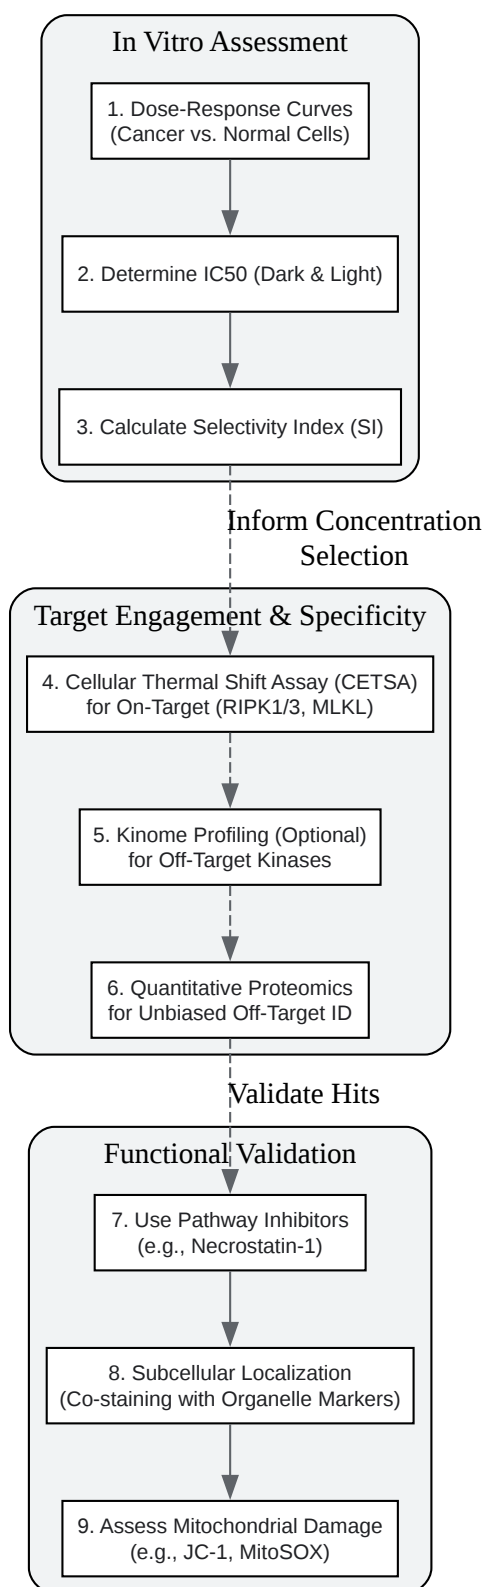 In Vitro Assessment
1. Dose-Response Curves
(Cancer vs. Normal Cells)
2. Determine IC50 (Dark & Light)
3. Calculate Selectivity Index (SI)
Inform Concentration
Selection
Target Engagement & Specificity
4. Cellular Thermal Shift Assay (CETSA)
for On-Target (RIPK1/3, MLKL)
5. Kinome Profiling (Optional)
for Off-Target Kinases
6. Quantitative Proteomics
for Unbiased Off-Target ID
Validate Hits
Functional Validation
7. Use Pathway Inhibitors
(e.g., Necrostatin-1)
8. Subcellular Localization
(Co-staining with Organelle Markers)
9. Assess Mitochondrial Damage
(e.g., JC-1, MitoSOX)